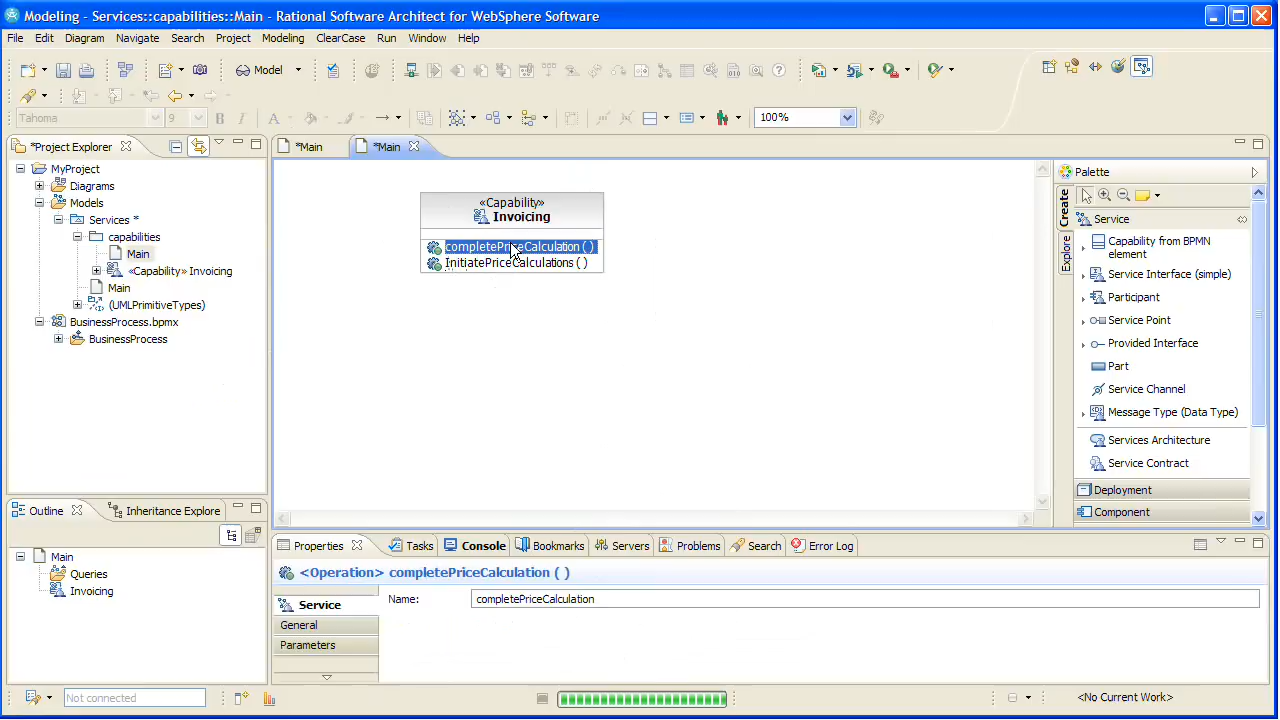 Modeling - Services::capabilities::Main - Rational Software Architect for WebSphere Software
File Edit Diagram Navigate Search Project Modeling ClearCase Run Window Help
Model
Tahoma 9 100%
*Project Explorer
MyProject
Diagrams
Models
Services *
capabilities
Main
«Capability» Invoicing
Main
(UMLPrimitiveTypes)
BusinessProcess.bpmx
BusinessProcess
*Main *Main
«Capability»
Invoicing
completePriceCalculation ( )
InitiatePriceCalculations ( )
Palette
Create
Explore
Service
Capability from BPMN
element
Service Interface (simple)
Participant
Service Point
Provided Interface
Part
Service Channel
Message Type (Data Type)
Services Architecture
Service Contract
Deployment
Component
Outline Inheritance Explore
Main
Queries
Invoicing
Properties Tasks Console Bookmarks Servers Problems Search Error Log
<Operation> completePriceCalculation ( )
Service
General
Parameters
Name: completePriceCalculation
Not connected
<No Current Work>